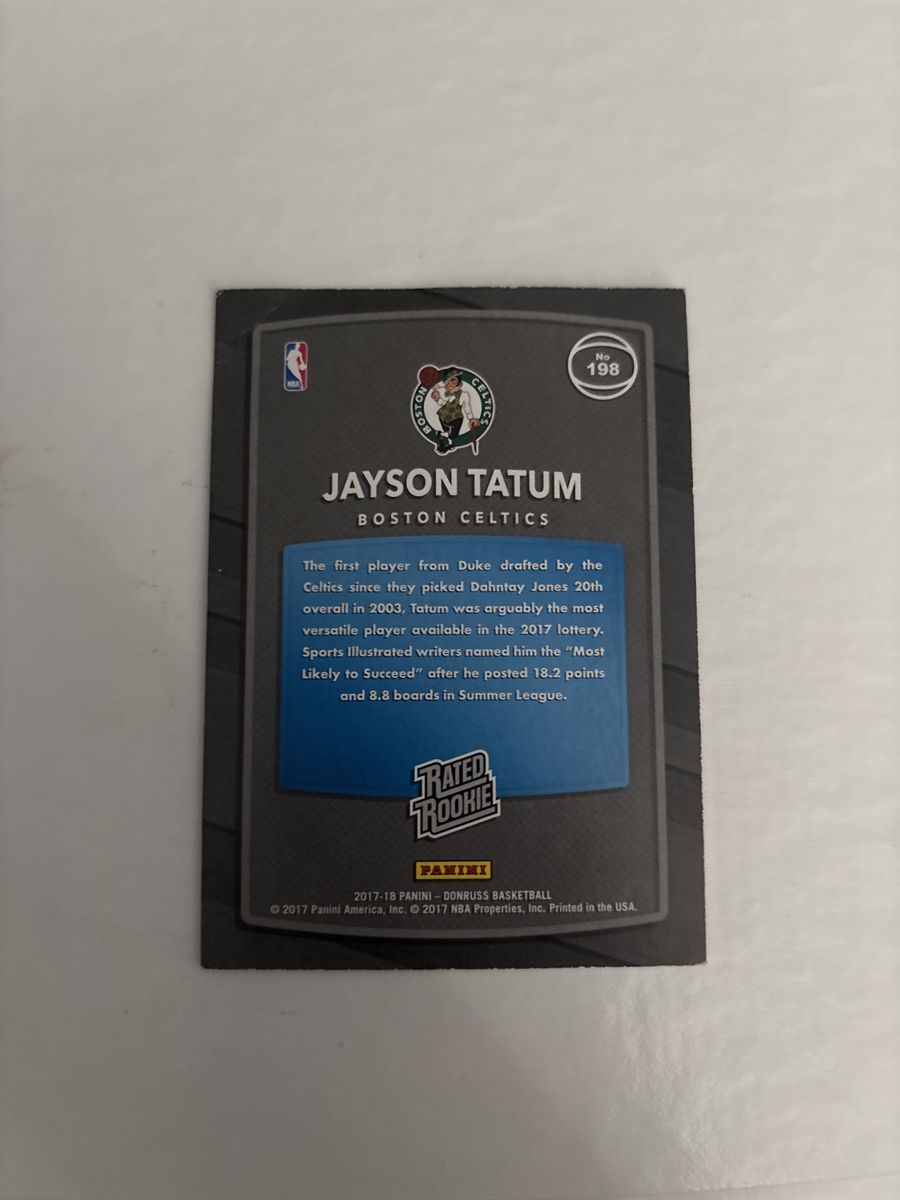 NBA
No
198
BOSTON CELTICS
JAYSON TATUM
BOSTON CELTICS
The first player from Duke drafted by the
Celtics since they picked Dahntay Jones 20th
overall in 2003, Tatum was arguably the most
versatile player available in the 2017 lottery.
Sports Illustrated writers named him the “Most
Likely to Succeed” after he posted 18.2 points
and 8.8 boards in Summer League.
RATED
ROOKIE
PANINI
2017-18 PANINI – DONRUSS BASKETBALL
© 2017 Panini America, Inc. © 2017 NBA Properties, Inc. Printed in the USA.